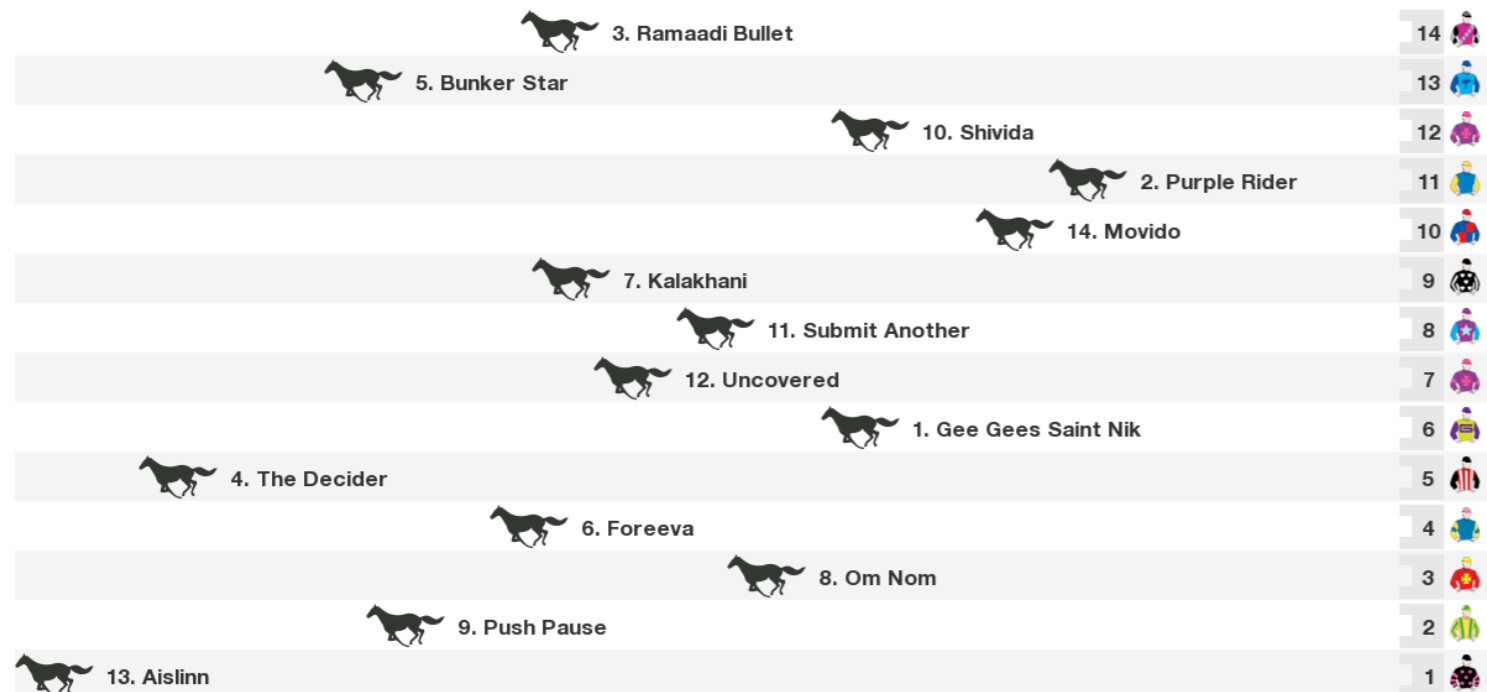 3. Ramaadi Bullet 14
5. Bunker Star 13
10. Shivida 12
2. Purple Rider 11
14. Movido 10
7. Kalakhani 9
11. Submit Another 8
12. Uncovered 7
1. Gee Gees Saint Nik 6
4. The Decider 5
6. Foreeva 4
8. Om Nom 3
9. Push Pause 2
13. Aislinn 1